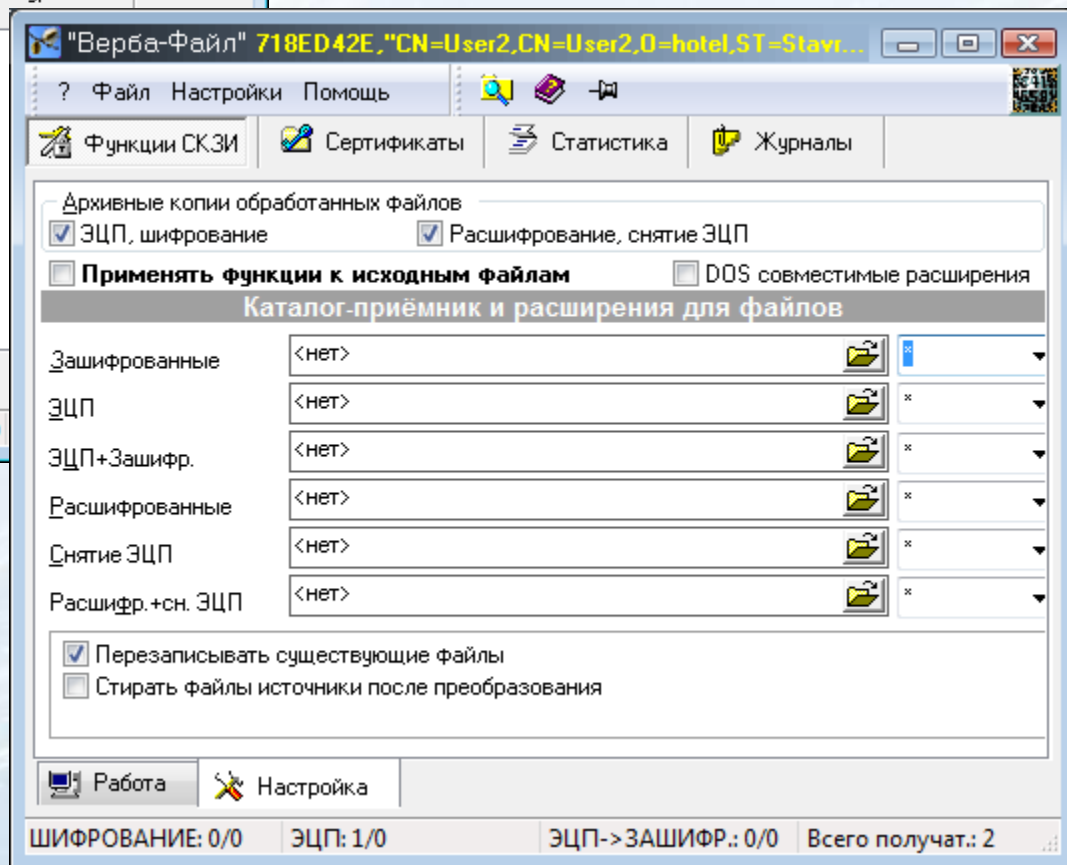 "Верба-Файл" 718ED42E,"CN=User2,CN=User2,O=hotel,ST=Stavr...
? Файл Настройки Помощь
Функции СКЗИ Сертификаты Статистика Журналы
Архивные копии обработанных файлов
ЭЦП, шифрование Расшифрование, снятие ЭЦП
Применять функции к исходным файлам DOS совместимые расширения
Каталог-приёмник и расширения для файлов
Зашифрованные <нет> *
ЭЦП <нет> *
ЭЦП+Зашифр. <нет> *
Расшифрованные <нет> *
Снятие ЭЦП <нет> *
Расшифр.+сн. ЭЦП <нет> *
Перезаписывать существующие файлы
Стирать файлы источники после преобразования
Работа Настройка
ШИФРОВАНИЕ: 0/0 ЭЦП: 1/0 ЭЦП->ЗАШИФР.: 0/0 Всего получат.: 2